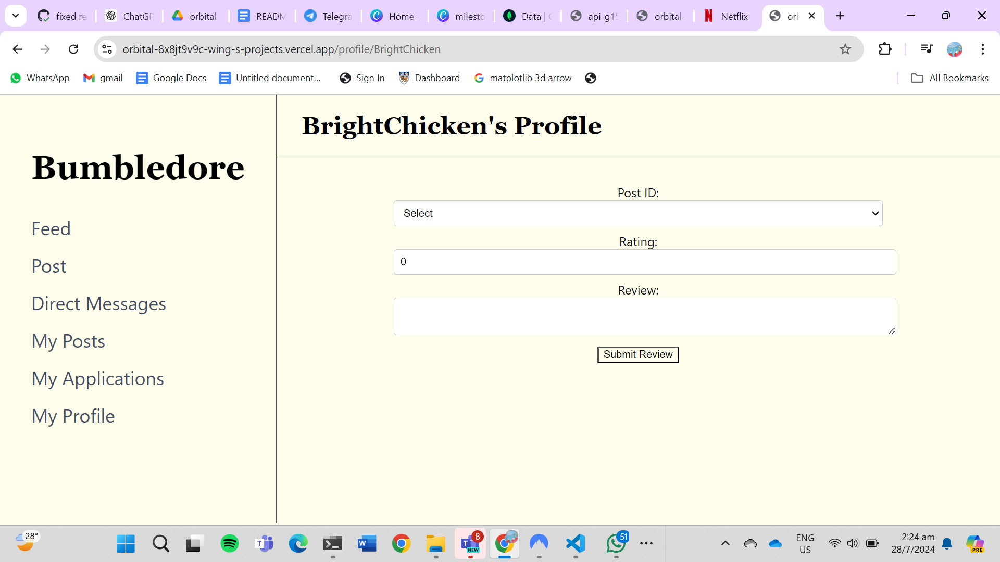 fixed re
ChatGP
orbital
READM
Telegra
Home
milesto
Data |
api-g15
orbital-
Netflix
orb
orbital-8x8jt9v9c-wing-s-projects.vercel.app/profile/BrightChicken
WhatsApp
gmail
Google Docs
Untitled document...
Sign In
Dashboard
matplotlib 3d arrow
All Bookmarks
Bumbledore
Feed
Post
Direct Messages
My Posts
My Applications
My Profile
BrightChicken's Profile
Post ID:
Select
Rating:
0
Review:
Submit Review
28°
8
NEW
51
ENG
US
2:24 am
28/7/2024
PRE